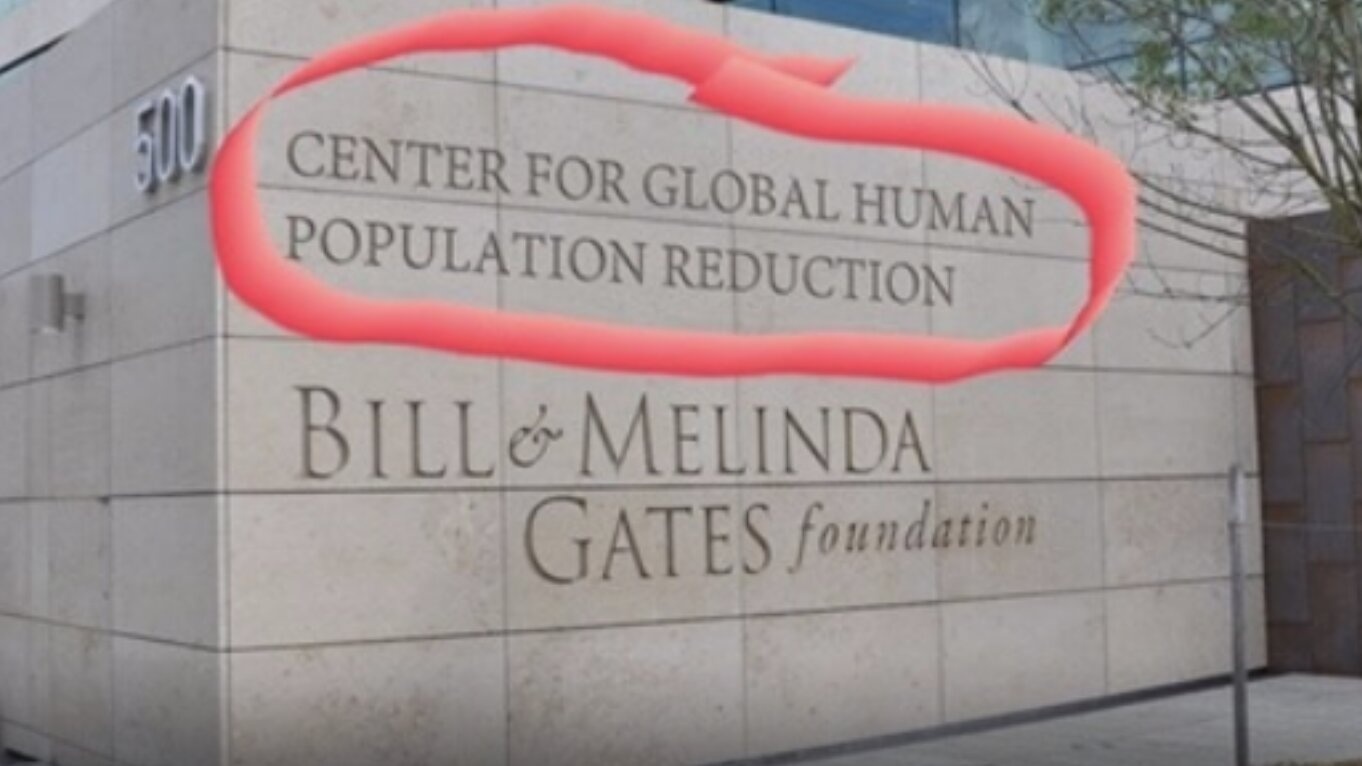 500
CENTER FOR GLOBAL HUMAN
POPULATION REDUCTION
BILL & MELINDA
GATES foundation